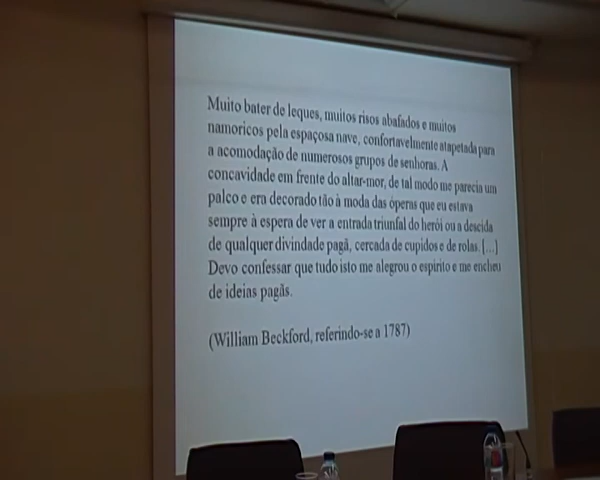 Muito bater de leques, muitos risos abafados e muitos
namoricos pela espaçosa nave, confortavelmente atapetada para
a acomodação de numerosos grupos de senhoras. A
concavidade em frente do altar-mor, de tal modo me parecia um
palco e era decorado tão à moda das óperas que eu estava
sempre à espera de ver a entrada triunfal do herói ou a descida
de qualquer divindade pagã, cercada de cupidos e de rolas. [...]
Devo confessar que tudo isto me alegrou o espírito e me encheu
de ideias pagãs.
(William Beckford, referindo-se a 1787)